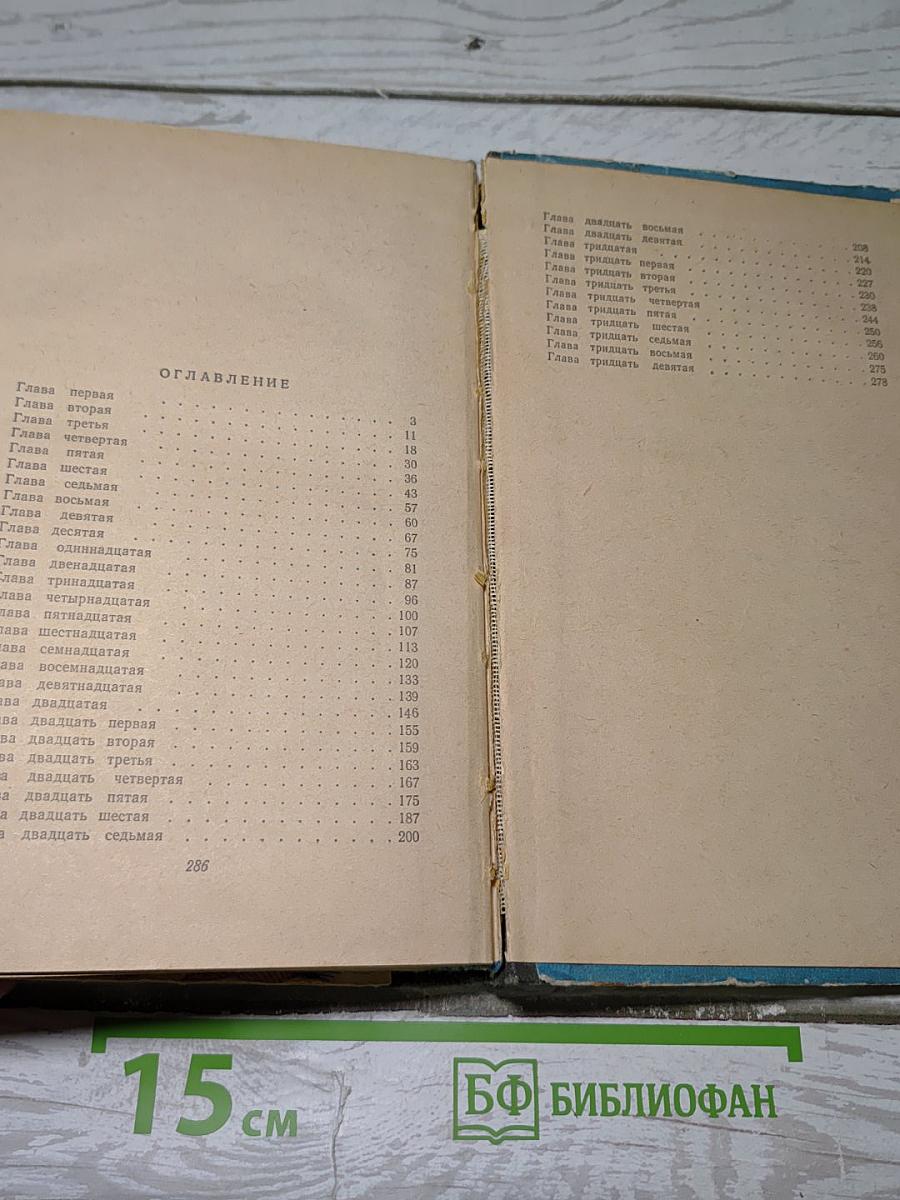 ОГЛАВЛЕНИЕ
Глава первая . . . . . . . . . . 3
Глава вторая . . . . . . . . . . 11
Глава третья . . . . . . . . . . 18
Глава четвертая . . . . . . . . . . 30
Глава пятая . . . . . . . . . . 36
Глава шестая . . . . . . . . . . 43
Глава седьмая . . . . . . . . . . 57
Глава восьмая . . . . . . . . . . 60
Глава девятая . . . . . . . . . . 67
Глава десятая . . . . . . . . . . 75
Глава одиннадцатая . . . . . . . . . . 81
Глава двенадцатая . . . . . . . . . . 87
Глава тринадцатая . . . . . . . . . . 96
лава четырнадцатая . . . . . . . . . . 100
лава пятнадцатая . . . . . . . . . . 107
лава шестнадцатая . . . . . . . . . . 113
лава семнадцатая . . . . . . . . . . 120
ава восемнадцатая . . . . . . . . . . 133
ава девятнадцатая . . . . . . . . . . 139
ава двадцатая . . . . . . . . . . 146
ава двадцать первая . . . . . . . . . . 155
ва двадцать вторая . . . . . . . . . . 159
ва двадцать третья . . . . . . . . . . 163
а двадцать четвертая . . . . . . . . . . 167
а двадцать пятая . . . . . . . . . . 175
а двадцать шестая . . . . . . . . . . 187
а двадцать седьмая . . . . . . . . . . 200
286
Глава двадцать восьмая . . . . . . . . . . 208
Глава двадцать девятая . . . . . . . . . . 214
Глава тридцатая . . . . . . . . . . 220
Глава тридцать первая . . . . . . . . . . 227
Глава тридцать вторая . . . . . . . . . . 230
Глава тридцать третья . . . . . . . . . . 238
Глава тридцать четвертая . . . . . . . . . . 244
Глава тридцать пятая . . . . . . . . . . 250
Глава тридцать шестая . . . . . . . . . . 256
Глава тридцать седьмая . . . . . . . . . . 260
Глава тридцать восьмая . . . . . . . . . . 275
Глава тридцать девятая . . . . . . . . . . 278
15 см
БФ БИБЛИОФАН